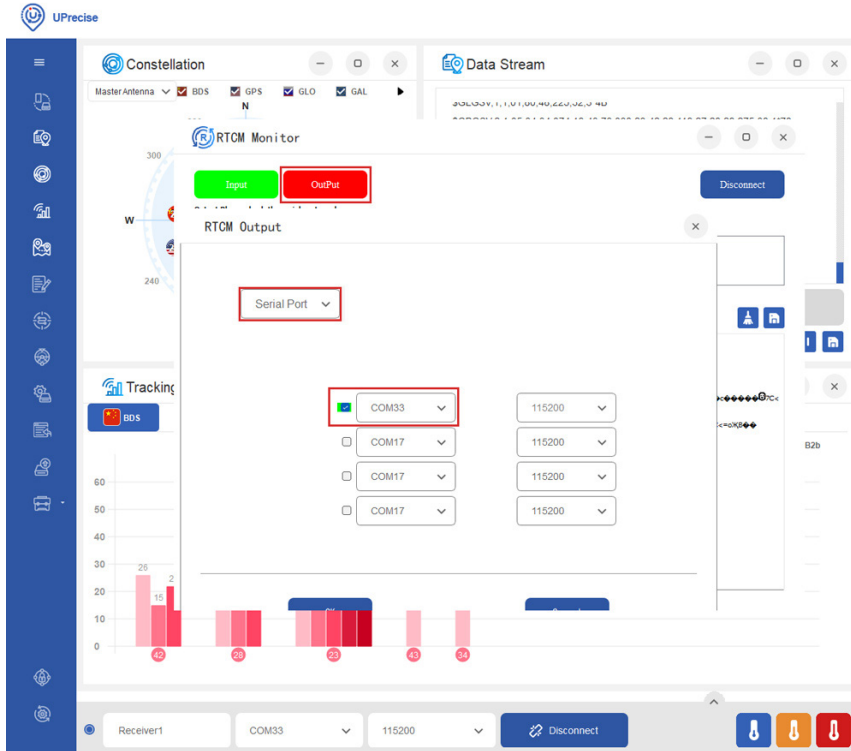 UPrecise
Constellation
Data Stream
MasterAntenna
BDS
GPS
GLO
GAL
N
300
W
240
RTCM Monitor
Input
OutPut
Disconnect
RTCM Output
Serial Port
COM33
115200
COM17
115200
COM17
115200
COM17
115200
Tracking
BDS
B2b
60
50
40
30
20
10
0
26
15
2
42
28
23
43
34
Receiver1
COM33
115200
Disconnect